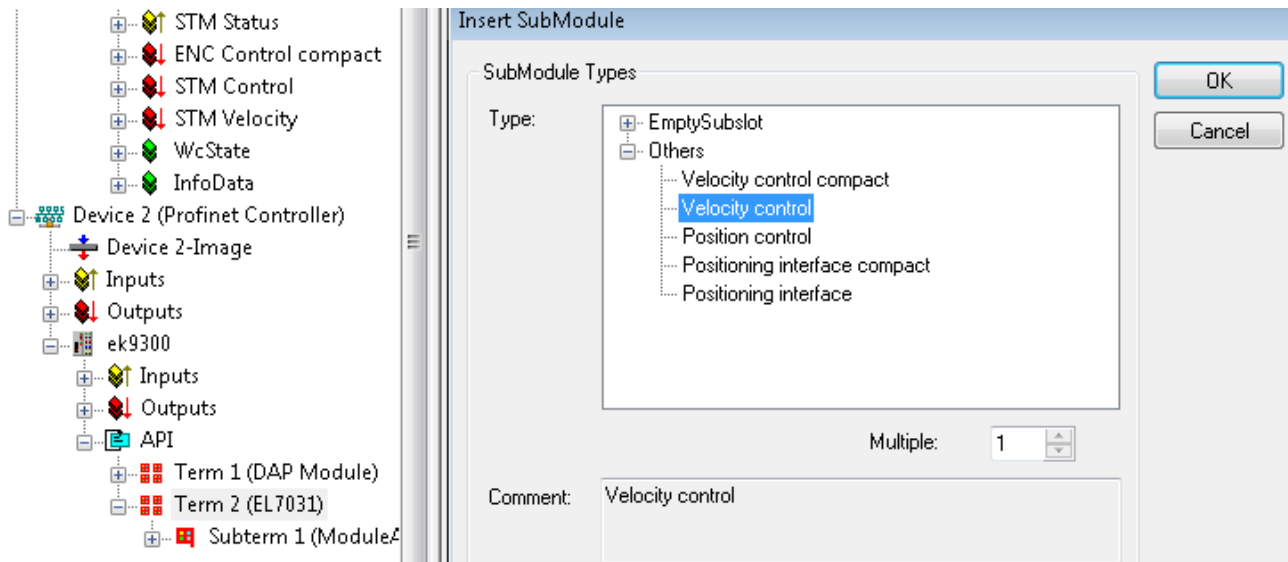 STM Status
ENC Control compact
STM Control
STM Velocity
WcState
InfoData
Device 2 (Profinet Controller)
Device 2-Image
Inputs
Outputs
ek9300
Inputs
Outputs
API
Term 1 (DAP Module)
Term 2 (EL7031)
Subterm 1 (Module
Insert SubModule
SubModule Types
Type:
EmptySubslot
Others
Velocity control compact
Velocity control
Position control
Positioning interface compact
Positioning interface
Multiple:
1
Comment:
Velocity control
OK
Cancel